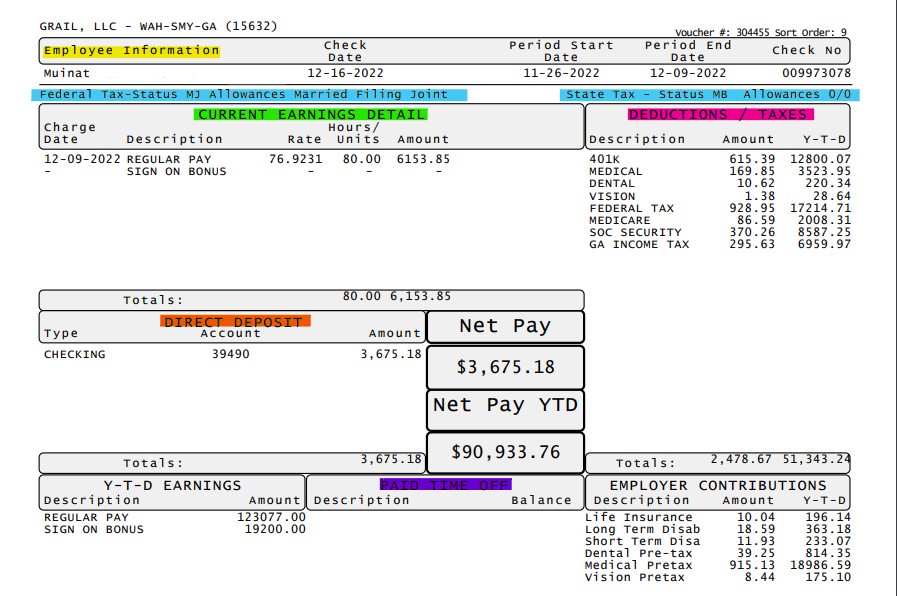 GRAIL, LLC - WAH-SMY-GA (15632)
Voucher #: 304455 Sort Order: 9
Employee Information Check Date Period Start Date Period End Date Check No
Muinat 12-16-2022 11-26-2022 12-09-2022 009973078
Federal Tax-Status MJ Allowances Married Filing Joint State Tax - Status MB Allowances 0/0
CURRENT EARNINGS DETAIL
Charge Date Description Rate Hours/Units Amount
12-09-2022 REGULAR PAY 76.9231 80.00 6153.85
- SIGN ON BONUS - - -
DEDUCTIONS / TAXES
Description Amount Y-T-D
401K 615.39 12800.07
MEDICAL 169.85 3523.95
DENTAL 10.62 220.34
VISION 1.38 28.64
FEDERAL TAX 928.95 17214.71
MEDICARE 86.59 2008.31
SOC SECURITY 370.26 8587.25
GA INCOME TAX 295.63 6959.97
Totals: 80.00 6,153.85
DIRECT DEPOSIT
Type Account Amount
CHECKING 39490 3,675.18
Net Pay
$3,675.18
Net Pay YTD
$90,933.76
Totals: 3,675.18
Totals: 2,478.67 51,343.24
Y-T-D EARNINGS
Description Amount
REGULAR PAY 123077.00
SIGN ON BONUS 19200.00
PAID TIME OFF
Description Balance
EMPLOYER CONTRIBUTIONS
Description Amount Y-T-D
Life Insurance 10.04 196.14
Long Term Disab 18.59 363.18
Short Term Disa 11.93 233.07
Dental Pre-tax 39.25 814.35
Medical Pretax 915.13 18986.59
Vision Pretax 8.44 175.10